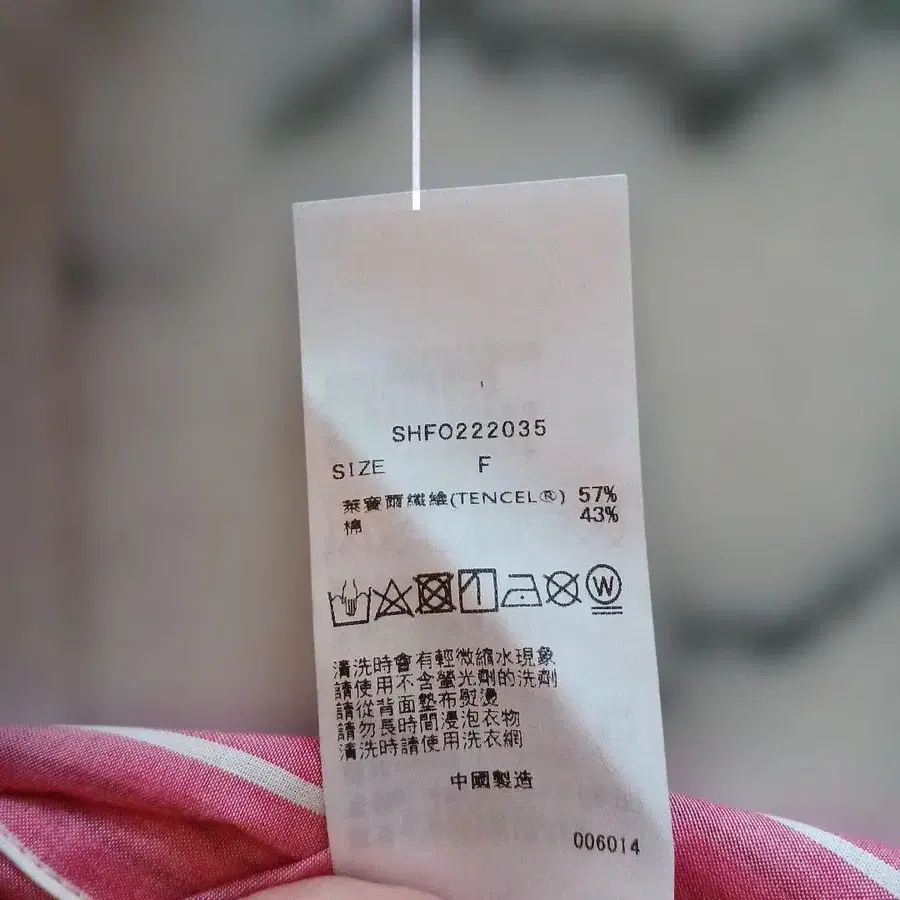 SHFO222035
SIZE F
萊賽爾纖維(TENCEL®) 57%
棉 43%
W
清洗時會有輕微縮水現象
請使用不含螢光劑的洗劑
請從背面墊布熨燙
請勿長時間浸泡衣物
清洗時請使用洗衣網
中國製造
006014